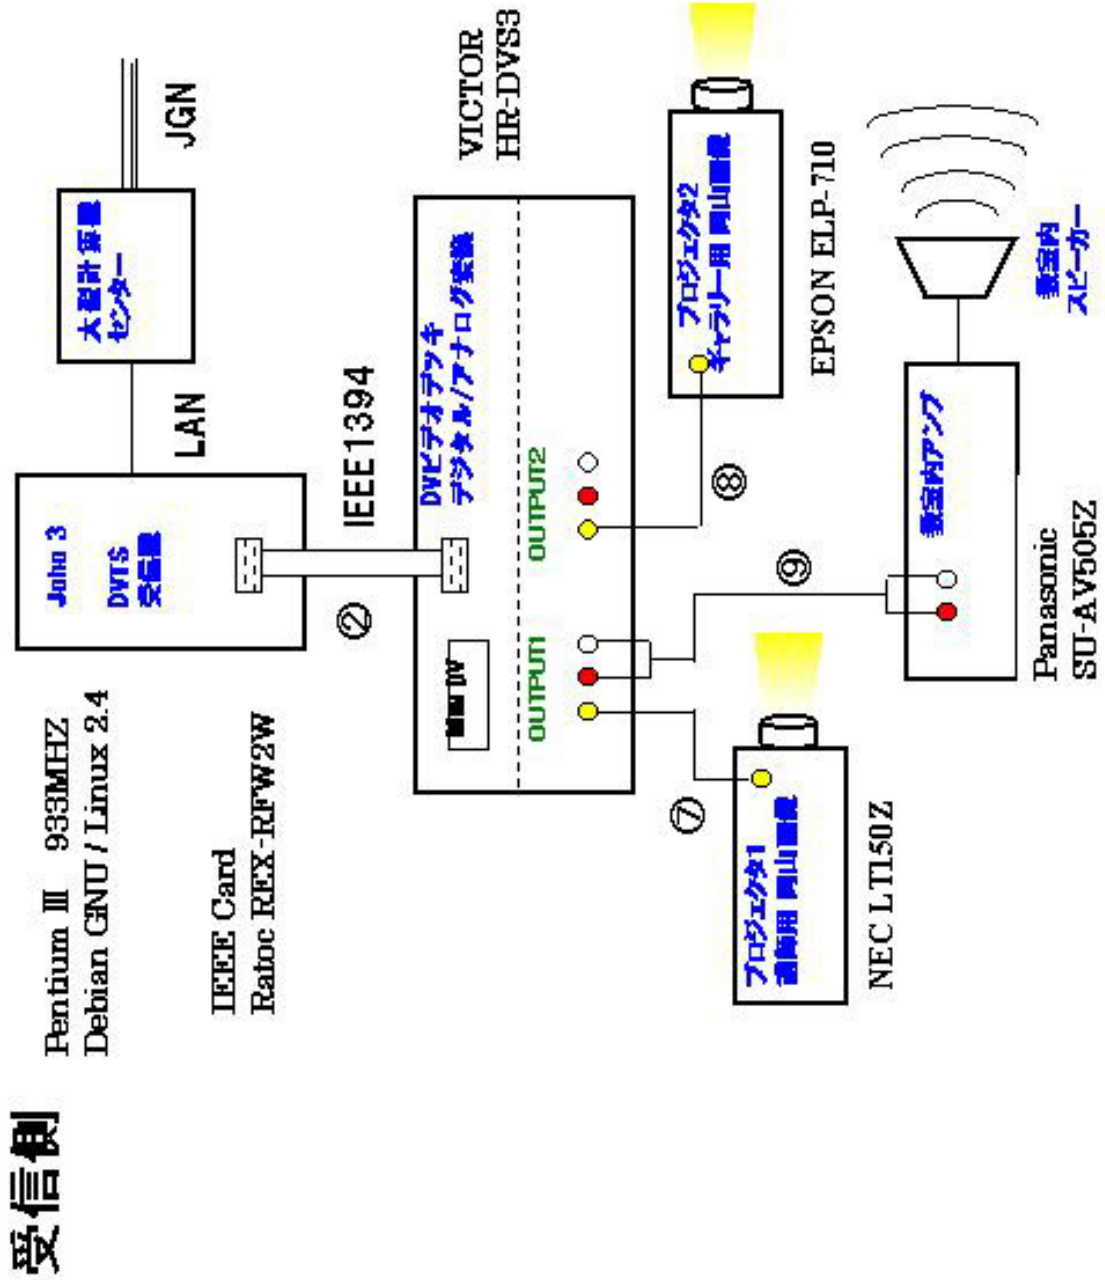 受信側
Pentium Ⅲ 933MHZ
Debian GNU / Linux 2.4
IEEE Card
Ratoc REX-RFW2W
Joho 3
DVTS
受信機
LAN
大型計算機
センター
JGN
②
IEEE1394
Mini DV
DVビデオデッキ
デジタル/アナログ変換
VICTOR
HR-DVS3
OUTPUT1
OUTPUT2
⑦
⑧
⑨
プロジェクタ1
講師用 岡山画像
NEC LT150Z
プロジェクタ2
ギャラリー用 岡山画像
EPSON ELP-710
教室内アンプ
Panasonic
SU-AV505Z
教室内
スピーカー